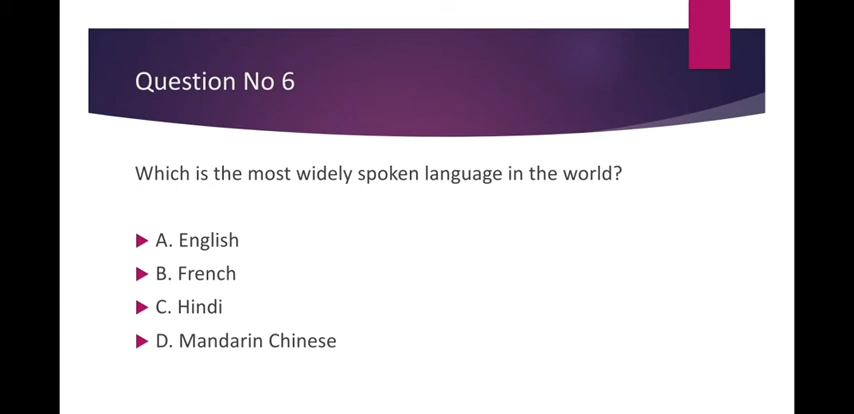 Question No 6
Which is the most widely spoken language in the world?
A. English
B. French
C. Hindi
D. Mandarin Chinese